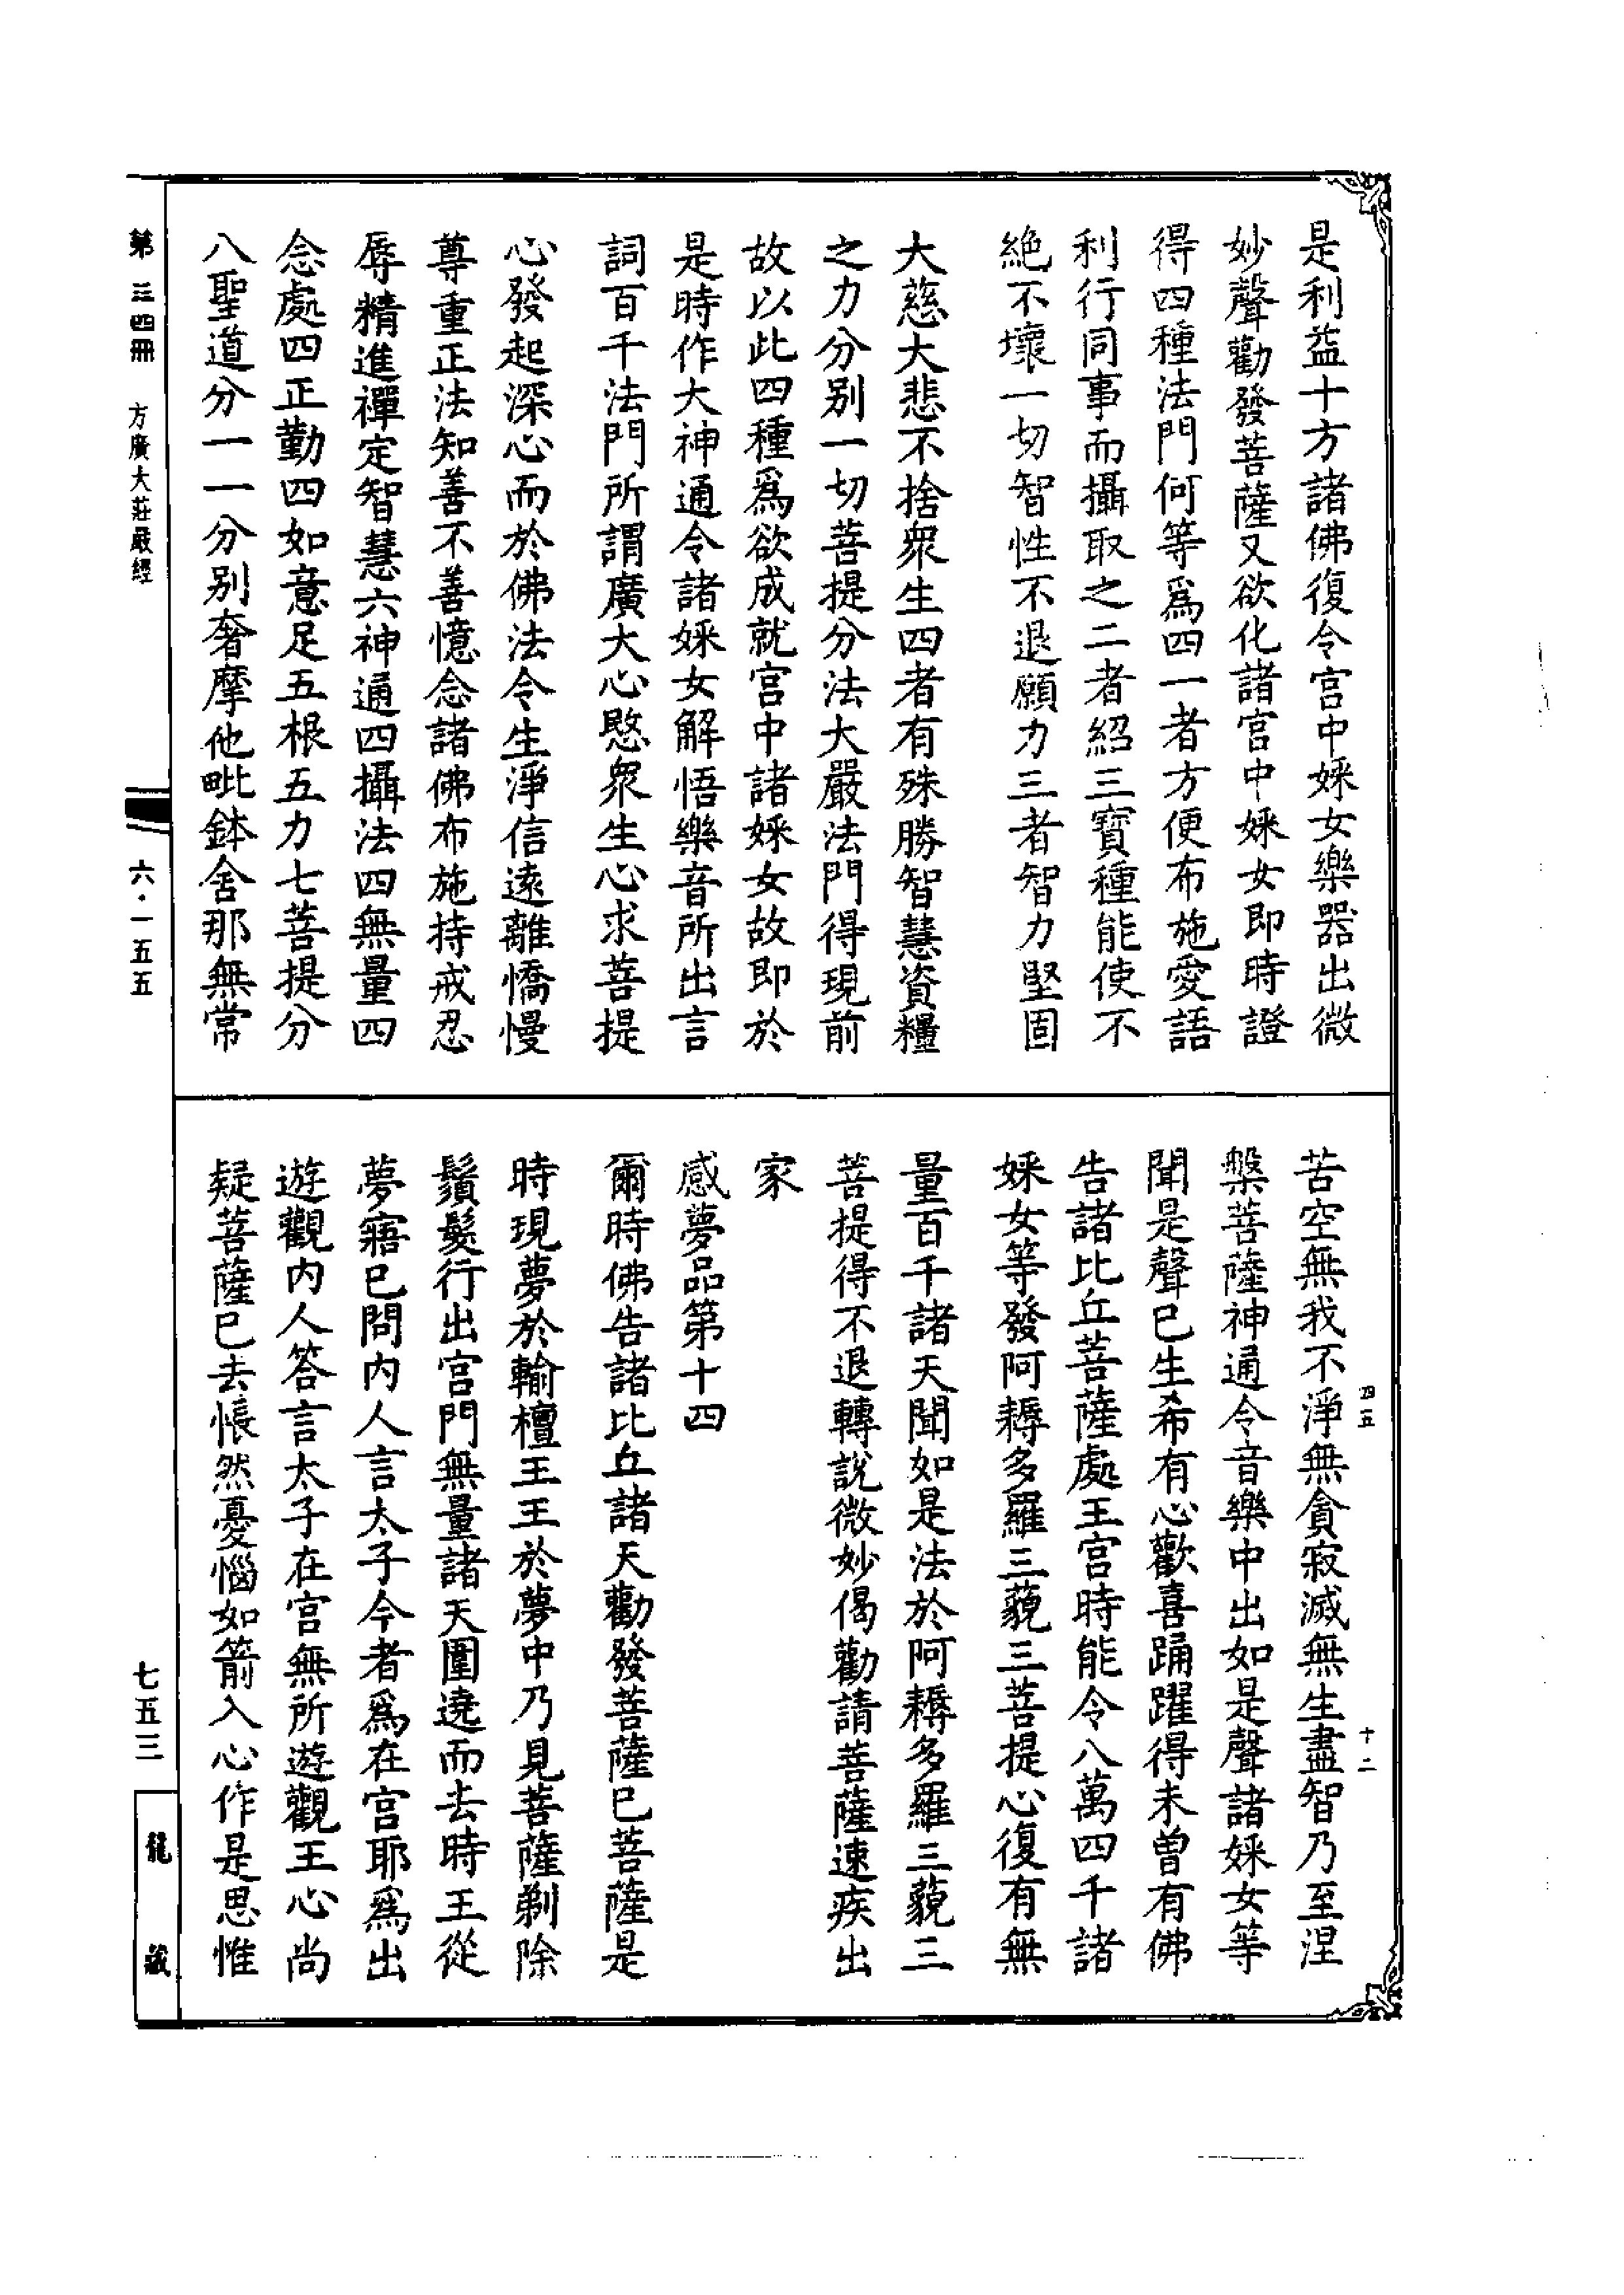 是利益十方諸佛復令宮中婇女樂器出微
妙聲勸發菩薩又欲化諸宮中婇女即時證
得四種法門何等爲四一者方便布施愛語
利行同事而攝取之二者紹三寶種能使不
絶不壞一切智性不退願力三者智力堅固
大慈大悲不捨衆生四者有殊勝智慧資糧
之力分别一切菩提分法大嚴法門得現前
故以此四種爲欲成就宮中諸婇女故即於
是時作大神通令諸婇女解悟樂音所出言
詞百千法門所謂廣大心愍衆生心求菩提
心發起深心而於佛法令生淨信遠離憍慢
尊重正法知善不善憶念諸佛布施持戒忍
辱精進禪定智慧六神通四攝法四無量四
念處四正勤四如意足五根五力七菩提分
八聖道分一一分别奢摩他毗鉢舍那無常
苦空無我不淨無貪寂滅無生盡智乃至涅
槃菩薩神通令音樂中出如是聲諸婇女等
聞是聲已生希有心歡喜踊躍得未曾有佛
告諸比丘菩薩處王宮時能令八萬四千諸
婇女等發阿耨多羅三藐三菩提心復有無
量百千諸天聞如是法於阿耨多羅三藐三
菩提得不退轉說微妙偈勸請菩薩速疾出
家
感夢品第十四
爾時佛告諸比丘諸天勸發菩薩已菩薩是
時現夢於輸檀王王於夢中乃見菩薩剃除
鬚髮行出宮門無量諸天圍遶而去時王從
夢寤已問内人言太子今者爲在宮耶爲出
遊觀内人答言太子在宮無所遊觀王心尚
疑菩薩已去悵然憂惱如箭入心作是思惟
四五
十二
第三四冊 方廣大莊嚴經
六·一五五
七五三
龍藏